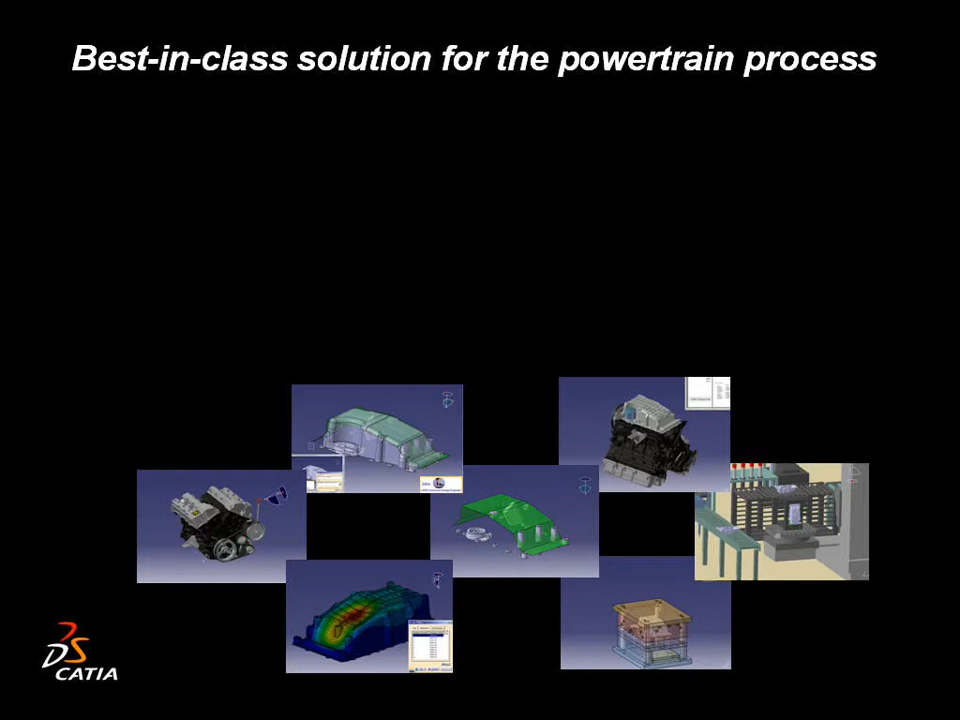 Best-in-class solution for the powertrain process
CATIA